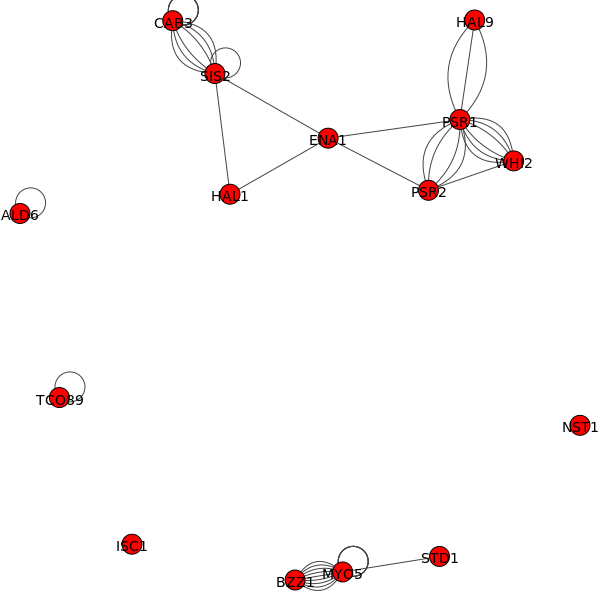 CAB3
HAL9
SIS2
PSR1
ENA1
WHI2
PSR2
HAL1
ALD6
TCO89
NST1
ISC1
STD1
MYO5
BZZ1